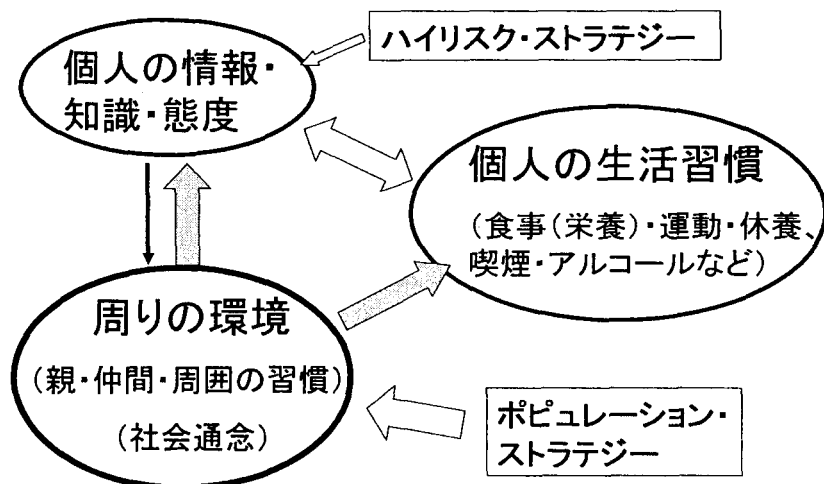 ハイリスク・ストラテジー
個人の情報・
知識・態度
個人の生活習慣
(食事(栄養)・運動・休養、
喫煙・アルコールなど)
周りの環境
(親・仲間・周囲の習慣)
(社会通念)
ポピュレーション・
ストラテジー